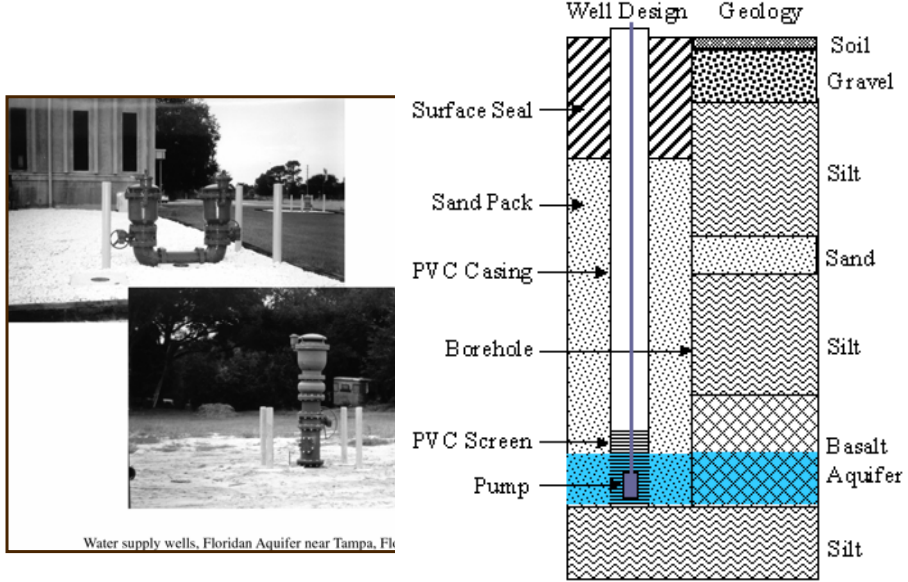 Well Design Geology
Soil
Gravel
Surface Seal
Silt
Sand Pack
Sand
PVC Casing
Silt
Borehole
PVC Screen
Basalt
Aquifer
Pump
Water supply wells, Floridan Aquifer near Tampa,
Silt